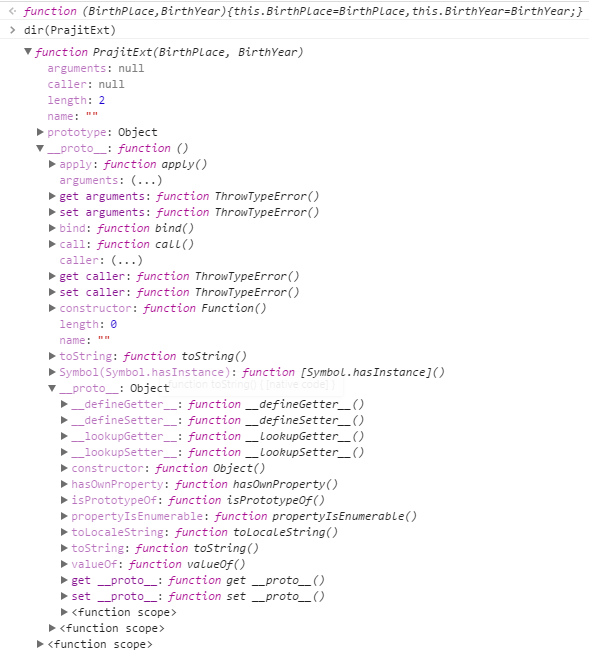 function (BirthPlace,BirthYear){this.BirthPlace=BirthPlace,this.BirthYear=BirthYear;}
dir(PrajitExt)
function PrajitExt(BirthPlace, BirthYear)
arguments: null
caller: null
length: 2
name: ""
prototype: Object
__proto__: function ()
apply: function apply()
arguments: (...)
get arguments: function ThrowTypeError()
set arguments: function ThrowTypeError()
bind: function bind()
call: function call()
caller: (...)
get caller: function ThrowTypeError()
set caller: function ThrowTypeError()
constructor: function Function()
length: 0
name: ""
toString: function toString()
Symbol(Symbol.hasInstance): function [Symbol.hasInstance]()
function toString() { [native code] }
__proto__: Object
__defineGetter__: function __defineGetter__()
__defineSetter__: function __defineSetter__()
__lookupGetter__: function __lookupGetter__()
__lookupSetter__: function __lookupSetter__()
constructor: function Object()
hasOwnProperty: function hasOwnProperty()
isPrototypeOf: function isPrototypeOf()
propertyIsEnumerable: function propertyIsEnumerable()
toLocaleString: function toLocaleString()
toString: function toString()
valueOf: function valueOf()
get __proto__: function get __proto__()
set __proto__: function set __proto__()
<function scope>
<function scope>
<function scope>